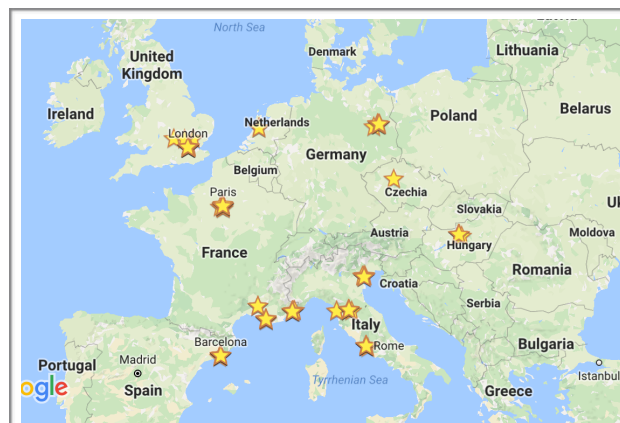 North Sea
Denmark
Lithuania
United
Kingdom
Ireland
London
Netherlands
Poland
Belarus
Germany
Belgium
Czechia
Paris
Slovakia
Austria
Hungary
Moldova
France
Romania
Croatia
Serbia
Italy
Barcelona
Rome
Bulgaria
Portugal
Madrid
Spain
Tyrrhenian Sea
Istanbul
Greece
ogle